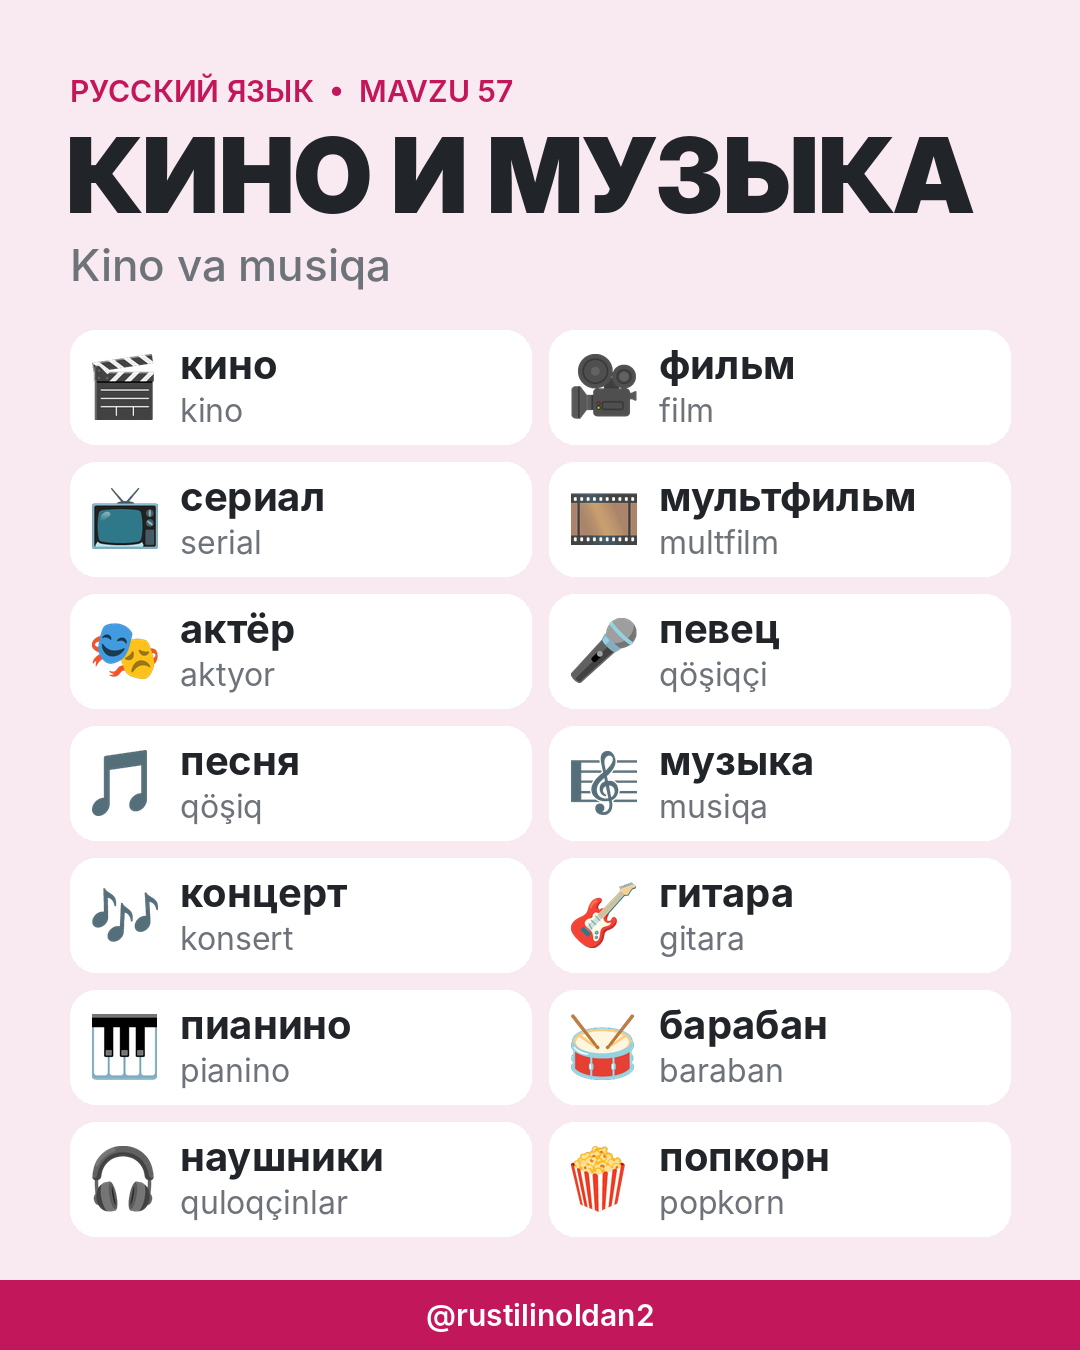 РУССКИЙ ЯЗЫК • MAVZU 57
КИНО И МУЗЫКА
Kino va musiqa
кино
kino
фильм
film
сериал
serial
мультфильм
multfilm
актёр
aktyor
певец
qöşiqçi
песня
qöşiq
музыка
musiqa
концерт
konsert
гитара
gitara
пианино
pianino
барабан
baraban
наушники
quloqçinlar
попкорн
popkorn
@rustilinoldan2